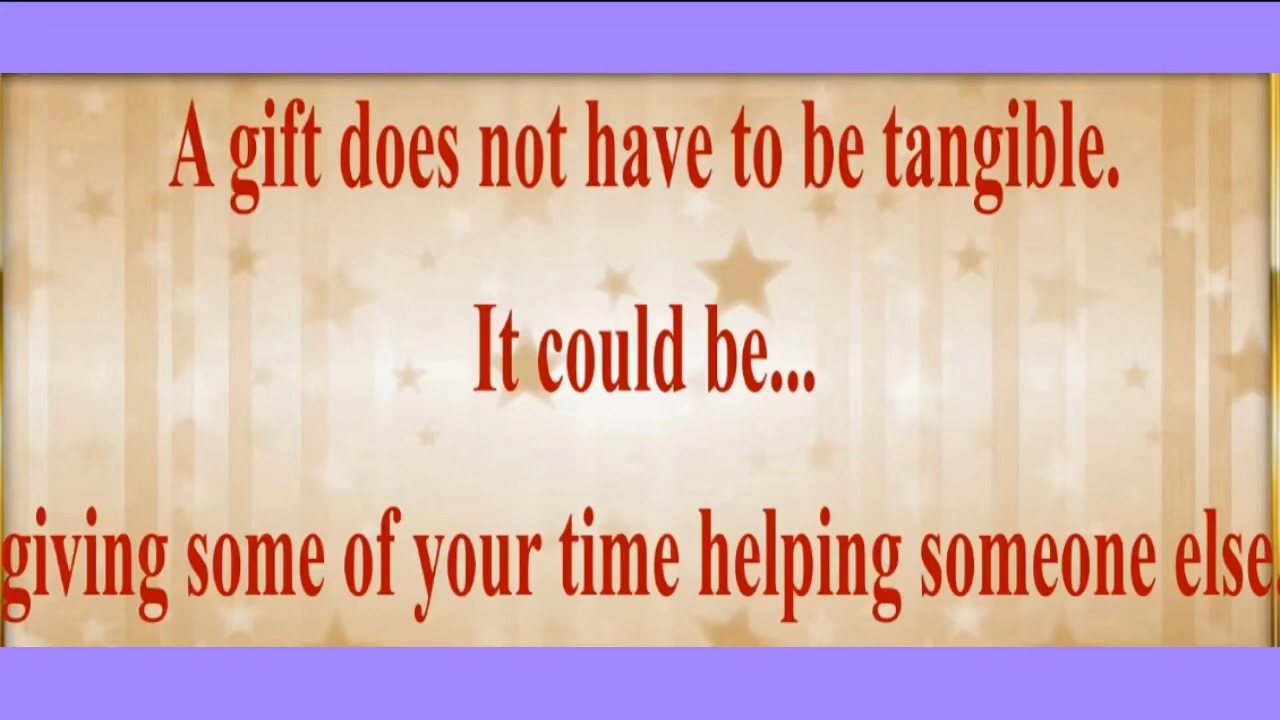 A gift does not have to be tangible.
It could be...
giving some of your time helping someone else.